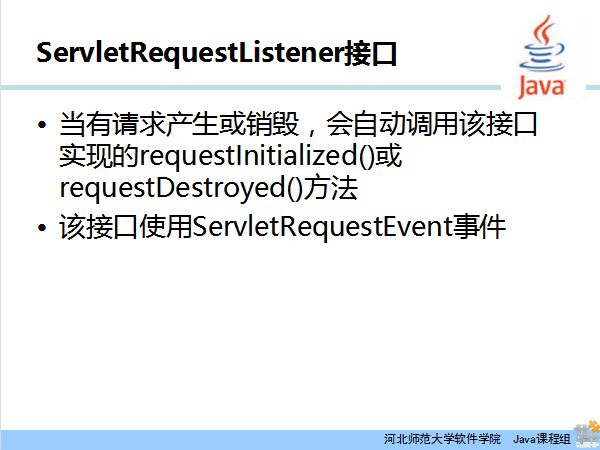 ServletRequestListener接口
Java
• 当有请求产生或销毁，会自动调用该接口
实现的requestInitialized()或
requestDestroyed()方法
• 该接口使用ServletRequestEvent事件
河北师范大学软件学院 Java课程组